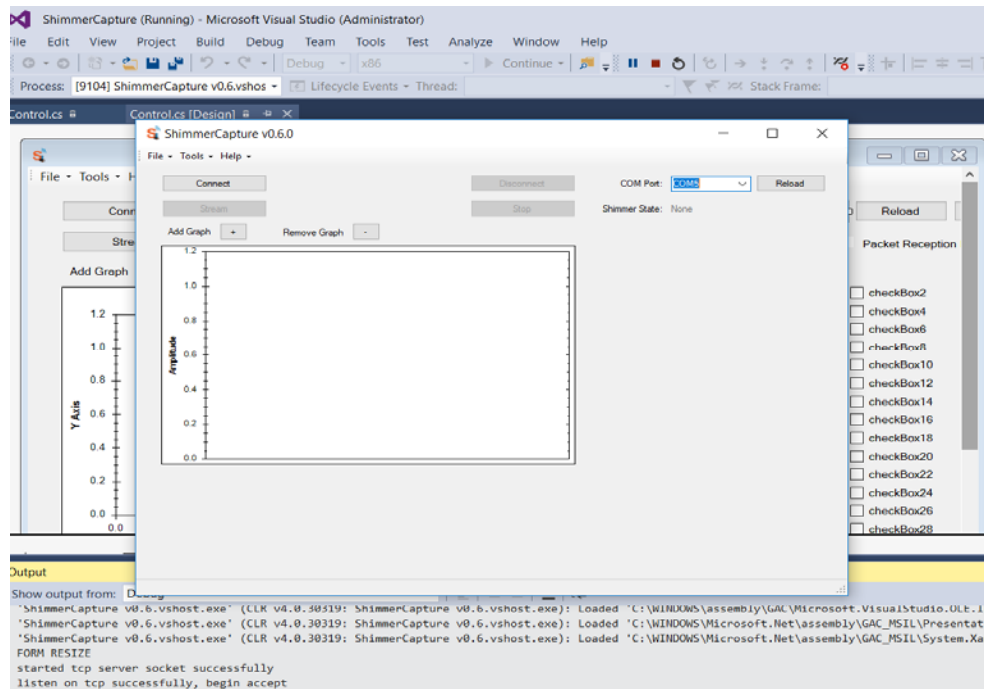 ShimmerCapture (Running) - Microsoft Visual Studio (Administrator)
File Edit View Project Build Debug Team Tools Test Analyze Window Help
Debug x86 Continue
Process: [9104] ShimmerCapture v0.6.vshos Lifecycle Events Thread: Stack Frame:
Control.cs Control.cs [Design]
ShimmerCapture v0.6.0
File Tools Help
Connect Disconnect COM Port: COM5 Reload
Stream Stop Shimmer State: None
Add Graph + Remove Graph -
1.2
1.0
0.8
0.6
0.4
0.2
0.0
Amplitude
File Tools H
Conn
Stre
Add Graph
1.2
1.0
0.8
0.6
0.4
0.2
0.0
0.0
Y Axis
Reload
Packet Reception
checkBox2
checkBox4
checkBox6
checkBox8
checkBox10
checkBox12
checkBox14
checkBox16
checkBox18
checkBox20
checkBox22
checkBox24
checkBox26
checkBox28
Output
Show output from: Debug
'ShimmerCapture v0.6.vshost.exe' (CLR v4.0.30319: ShimmerCapture v0.6.vshost.exe): Loaded 'C:\WINDOWS\assembly\GAC\Microsoft.VisualStudio.OLE.I
'ShimmerCapture v0.6.vshost.exe' (CLR v4.0.30319: ShimmerCapture v0.6.vshost.exe): Loaded 'C:\WINDOWS\Microsoft.Net\assembly\GAC_MSIL\Presentat
'ShimmerCapture v0.6.vshost.exe' (CLR v4.0.30319: ShimmerCapture v0.6.vshost.exe): Loaded 'C:\WINDOWS\Microsoft.Net\assembly\GAC_MSIL\System.Xa
FORM RESIZE
started tcp server socket successfully
listen on tcp successfully, begin accept